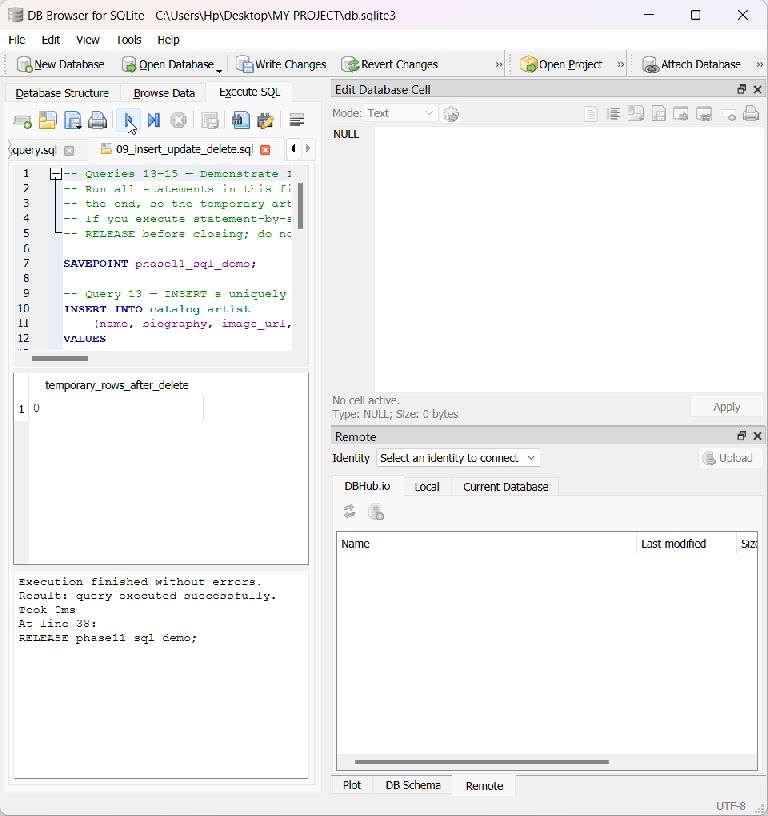 DB Browser for SQLite - C:\Users\Hp\Desktop\MY PROJECT\db.sqlite3
File Edit View Tools Help
New Database Open Database Write Changes Revert Changes » Open Project » Attach Database »
Database Structure Browse Data Execute SQL
query.sql 09_insert_update_delete.sql
1 -- Queries 13–15 — Demonstrate I
2 -- Run all statements in this fi
3 -- the end, so the temporary art
4 -- If you execute statement-by-s
5 -- RELEASE before closing; do no
6
7 SAVEPOINT phase11_sql_demo;
8
9 -- Query 13 — INSERT a uniquely
10 INSERT INTO catalog_artist
11 (name, biography, image_url,
12 VALUES
temporary_rows_after_delete
1 0
Execution finished without errors.
Result: query executed successfully.
Took 0ms
At line 38:
RELEASE phase11_sql_demo;
Edit Database Cell
Mode: Text
NULL
No cell active.
Type: NULL; Size: 0 bytes
Apply
Remote
Identity Select an identity to connect Upload
DBHub.io Local Current Database
Name Last modified Siz
Plot DB Schema Remote
UTF-8